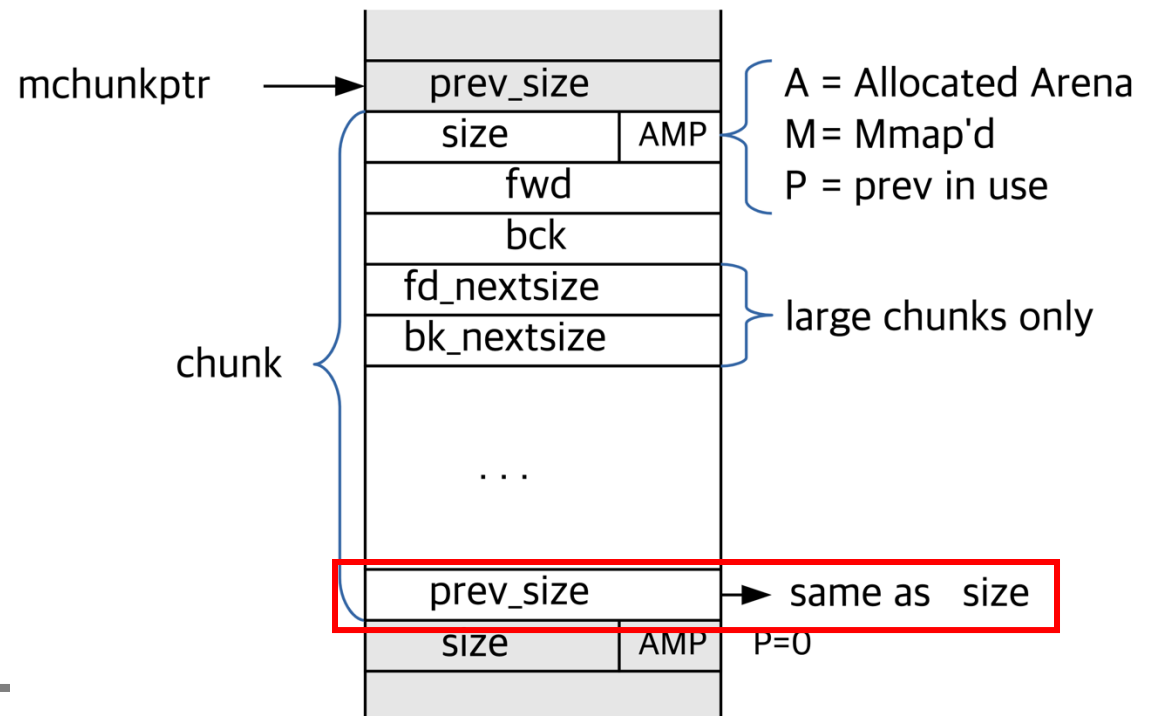 mchunkptr
prev_size
size
AMP
A = Allocated Arena
M= Mmap'd
P = prev in use
fwd
bck
fd_nextsize
bk_nextsize
large chunks only
chunk
. . .
prev_size
same as size
size
AMP
P=0